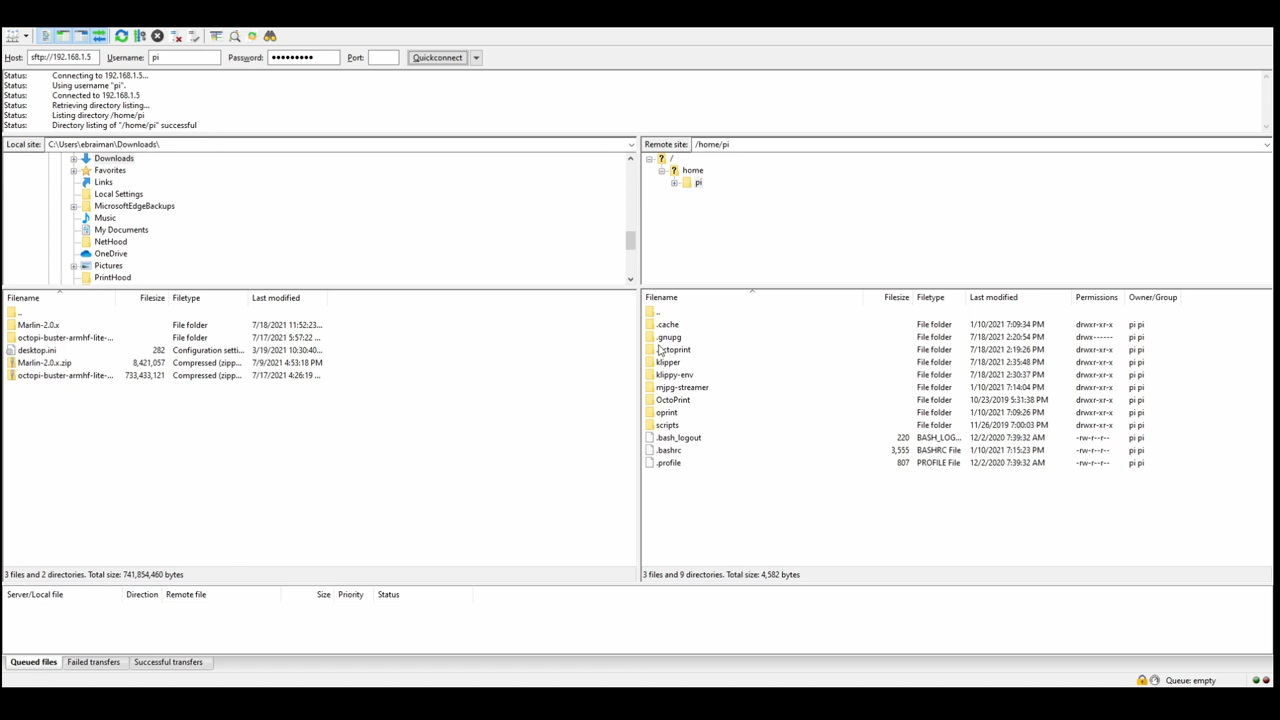 Host: sftp://192.168.1.5 Username: pi Password: ●●●●●●●●● Port: Quickconnect
Status: Connecting to 192.168.1.5...
Status: Using username "pi".
Status: Connected to 192.168.1.5
Status: Retrieving directory listing...
Status: Listing directory /home/pi
Status: Directory listing of "/home/pi" successful
Local site: C:\Users\ebraiman\Downloads\
Downloads
Favorites
Links
Local Settings
MicrosoftEdgeBackups
Music
My Documents
NetHood
OneDrive
Pictures
PrintHood
Remote site: /home/pi
/
home
pi
Filename Filesize Filetype Last modified
..
Marlin-2.0.x File folder 7/18/2021 11:52:23...
octopi-buster-armhf-lite-... File folder 7/17/2021 5:57:22 ...
desktop.ini 282 Configuration setti... 3/19/2021 10:30:40...
Marlin-2.0.x.zip 8,421,057 Compressed (zipp... 7/9/2021 4:53:18 PM
octopi-buster-armhf-lite-... 733,433,121 Compressed (zipp... 7/17/2021 4:26:19 ...
3 files and 2 directories. Total size: 741,854,460 bytes
Filename Filesize Filetype Last modified Permissions Owner/Group
..
.cache File folder 1/10/2021 7:09:34 PM drwxr-xr-x pi pi
.gnupg File folder 7/18/2021 2:20:54 PM drwx------ pi pi
.octoprint File folder 7/18/2021 2:19:26 PM drwxr-xr-x pi pi
klipper File folder 7/18/2021 2:35:48 PM drwxr-xr-x pi pi
klippy-env File folder 7/18/2021 2:30:37 PM drwxr-xr-x pi pi
mjpg-streamer File folder 1/10/2021 7:14:04 PM drwxr-xr-x pi pi
OctoPrint File folder 10/23/2019 5:31:38 PM drwxr-xr-x pi pi
oprint File folder 1/10/2021 7:09:26 PM drwxr-xr-x pi pi
scripts File folder 11/26/2019 7:00:03 PM drwxr-xr-x pi pi
.bash_logout 220 BASH_LOG... 12/2/2020 7:39:32 AM -rw-r--r-- pi pi
.bashrc 3,555 BASHRC File 1/10/2021 7:15:23 PM -rw-r--r-- pi pi
.profile 807 PROFILE File 12/2/2020 7:39:32 AM -rw-r--r-- pi pi
3 files and 9 directories. Total size: 4,582 bytes
Server/Local file Direction Remote file Size Priority Status
Queued files Failed transfers Successful transfers
Queue: empty